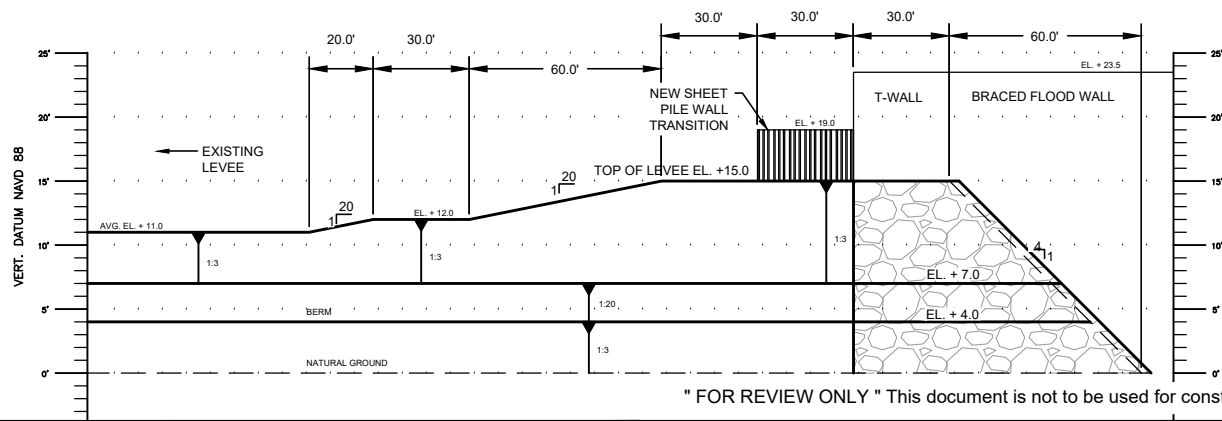 30.0' 30.0' 30.0'
20.0' 30.0' 60.0' 60.0'
25' 25'
EL. + 23.5
NEW SHEET
PILE WALL
TRANSITION
T-WALL BRACED FLOOD WALL
20' 20'
EL. + 19.0
EXISTING
LEVEE
TOP OF LEVEE EL. +15.0
15' 15'
20
1
20
1
EL. + 12.0
AVG. EL. + 11.0
10' 10'
4
1
1:3 1:3 1:3
EL. + 7.0
5' 5'
BERM
1:20
EL. + 4.0
1:3
NATURAL GROUND
0' 0'
VERT. DATUM NAVD 88
" FOR REVIEW ONLY " This document is not to be used for